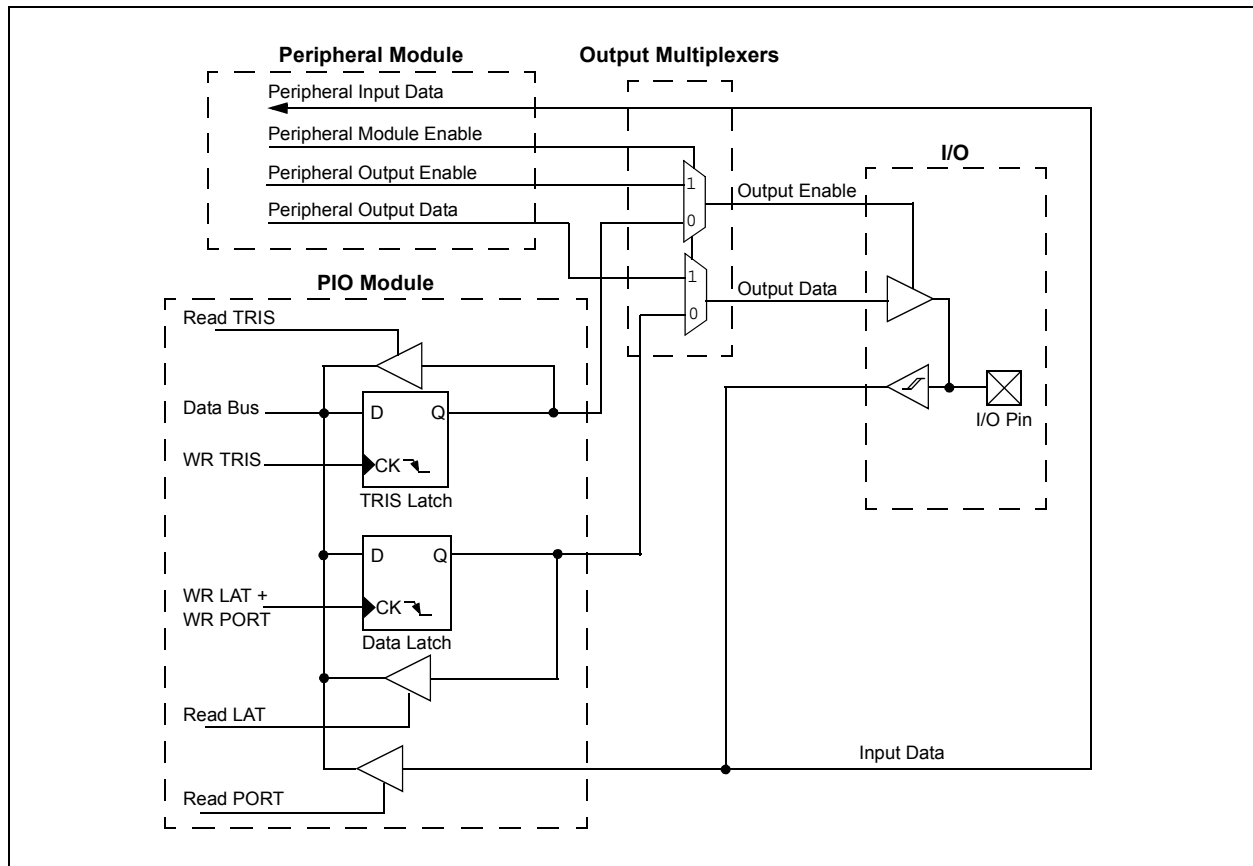 Peripheral Module
Output Multiplexers
Peripheral Input Data
Peripheral Module Enable
Peripheral Output Enable
Peripheral Output Data
1
0
1
0
Output Enable
Output Data
I/O
I/O Pin
PIO Module
Read TRIS
Data Bus
D
Q
WR TRIS
CK
TRIS Latch
D
Q
WR LAT +
WR PORT
CK
Data Latch
Read LAT
Input Data
Read PORT